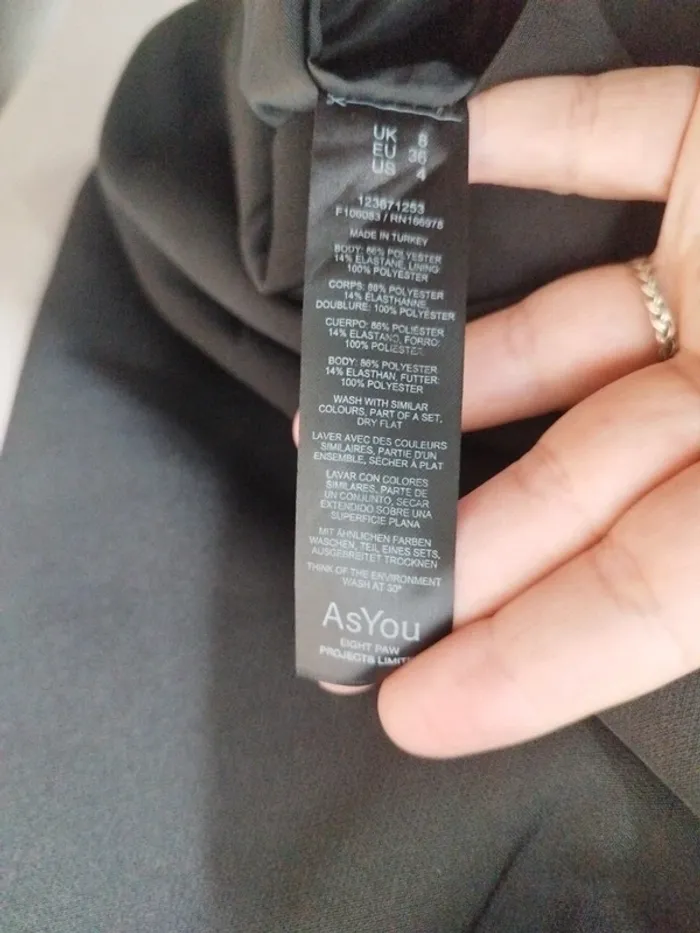 UK 8
EU 36
US 4
123671253
F106083 / RN166978
MADE IN TURKEY
BODY: 86% POLYESTER
14% ELASTANE, LINING:
100% POLYESTER
CORPS: 86% POLYESTER
14% ELASTHANNE,
DOUBLURE: 100% POLYESTER
CUERPO: 86% POLIÉSTER
14% ELASTANO, FORRO:
100% POLIÉSTER
BODY: 86% POLYESTER
14% ELASTHAN, FUTTER:
100% POLYESTER
WASH WITH SIMILAR
COLOURS, PART OF A SET,
DRY FLAT
LAVER AVEC DES COULEURS
SIMILAIRES, PARTIE D'UN
ENSEMBLE, SÉCHER À PLAT
LAVAR CON COLORES
SIMILARES, PARTE DE
UN CONJUNTO, SECAR
EXTENDIDO SOBRE UNA
SUPERFICIE PLANA
MIT ÄHNLICHEN FARBEN
WASCHEN, TEIL EINES SETS,
AUSGEBREITET TROCKNEN
THINK OF THE ENVIRONMENT
WASH AT 30°
AsYou
EIGHT PAW
PROJECTS LIMIT